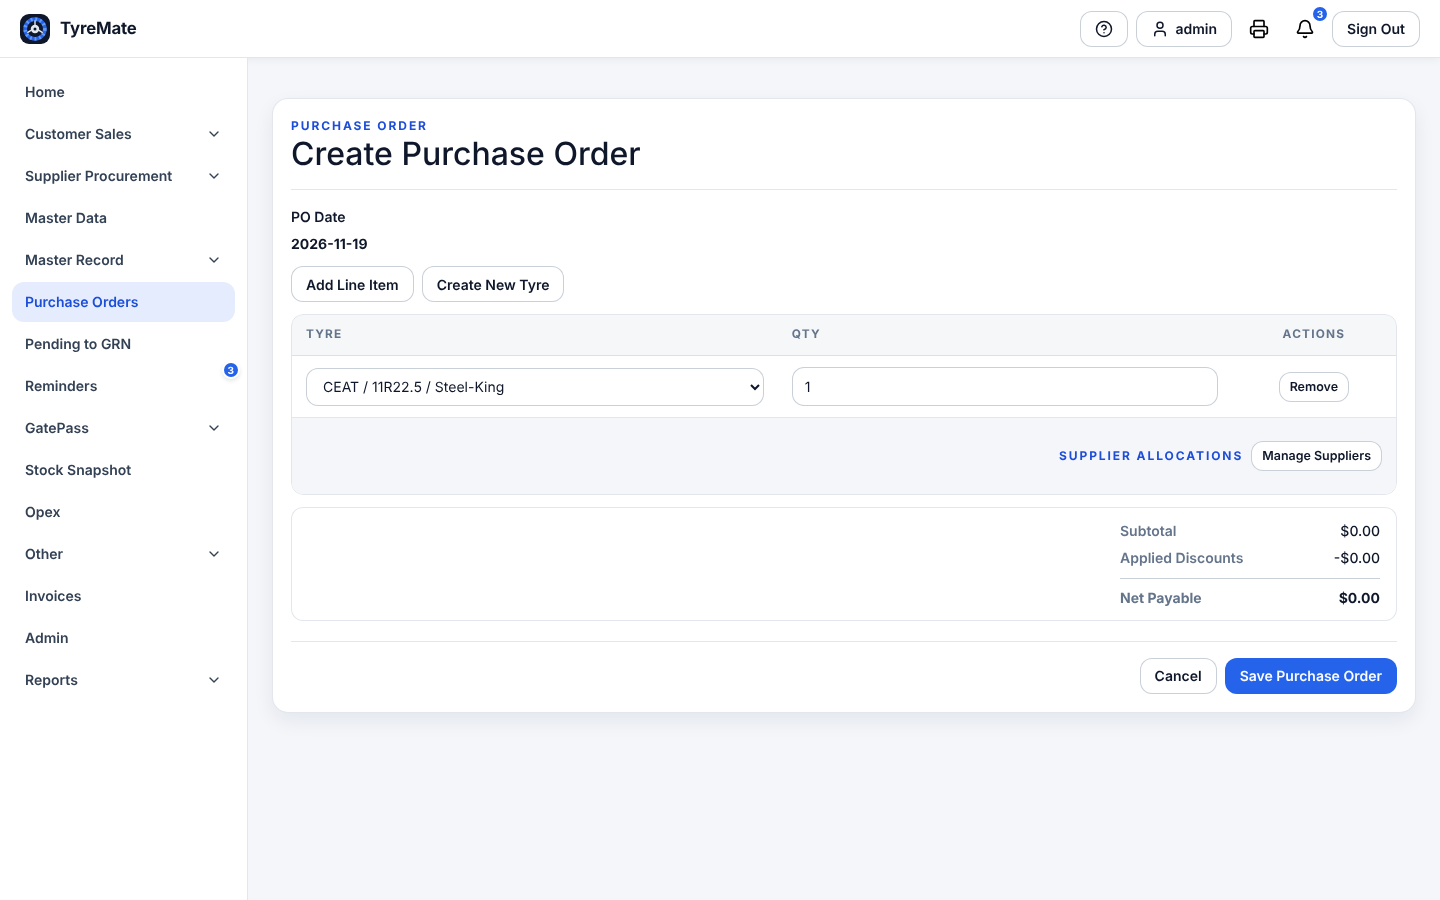 TyreMate
admin
3
Sign Out
Home
Customer Sales
Supplier Procurement
Master Data
Master Record
Purchase Orders
Pending to GRN
3
Reminders
GatePass
Stock Snapshot
Opex
Other
Invoices
Admin
Reports
PURCHASE ORDER
Create Purchase Order
PO Date
2026-11-19
Add Line Item
Create New Tyre
TYRE QTY ACTIONS
CEAT / 11R22.5 / Steel-King 1 Remove
SUPPLIER ALLOCATIONS Manage Suppliers
Subtotal $0.00
Applied Discounts -$0.00
Net Payable $0.00
Cancel
Save Purchase Order